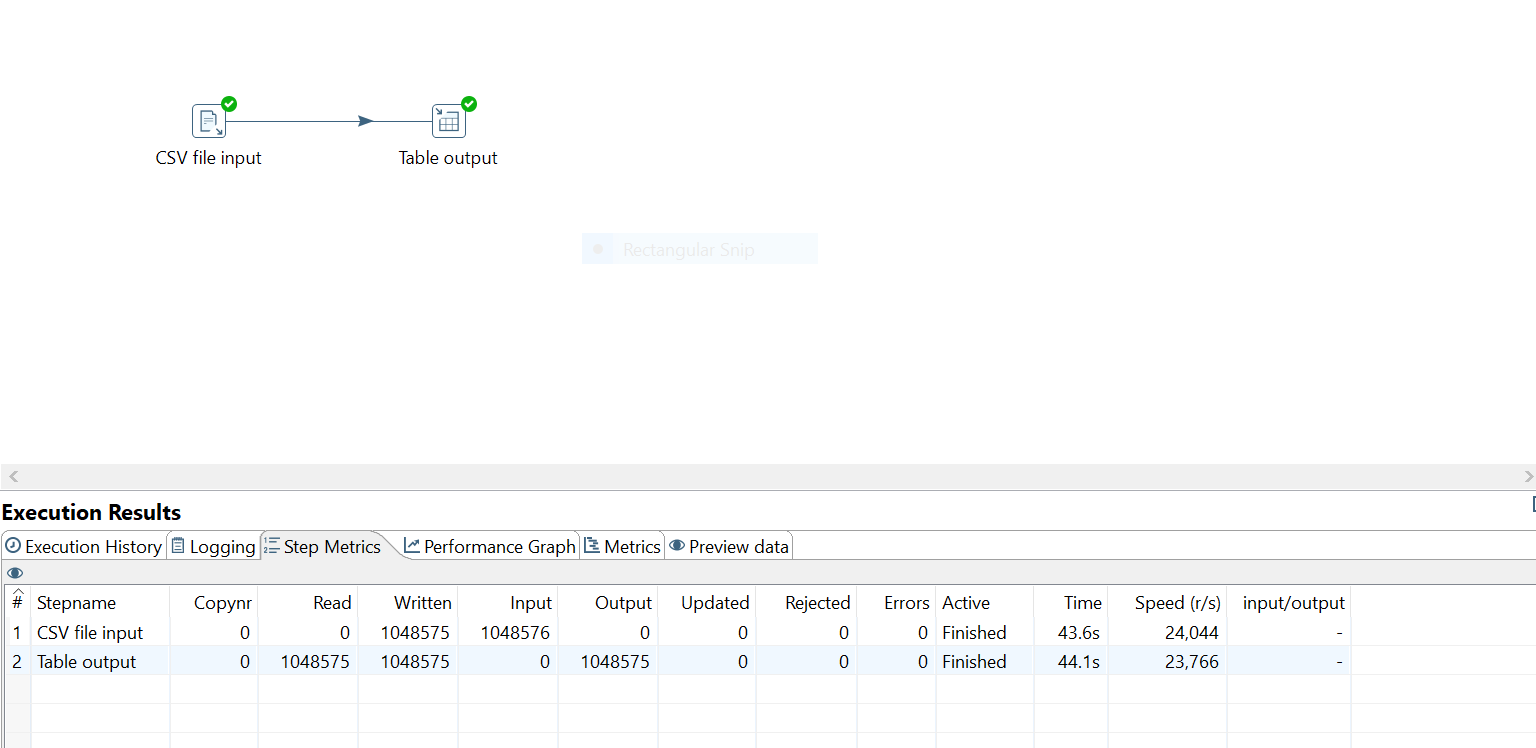 CSV file input Table output
Rectangular Snip
Execution Results
Execution History Logging Step Metrics Performance Graph Metrics Preview data
# Stepname Copynr Read Written Input Output Updated Rejected Errors Active Time Speed (r/s) input/output
1 CSV file input 0 0 1048575 1048576 0 0 0 0 Finished 43.6s 24,044 -
2 Table output 0 1048575 1048575 0 1048575 0 0 0 Finished 44.1s 23,766 -